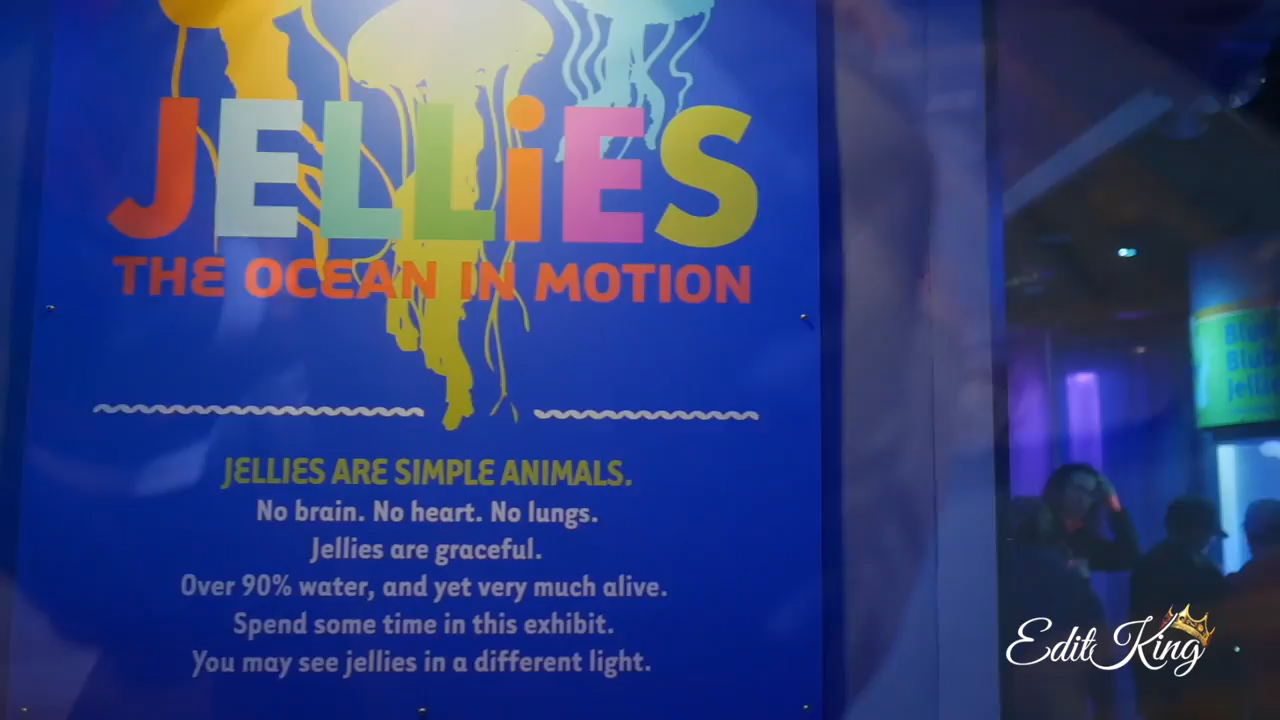 JELLiES
THE OCEAN IN MOTION
JELLIES ARE SIMPLE ANIMALS.
No brain. No heart. No lungs.
Jellies are graceful.
Over 90% water, and yet very much alive.
Spend some time in this exhibit.
You may see jellies in a different light.
Edit King